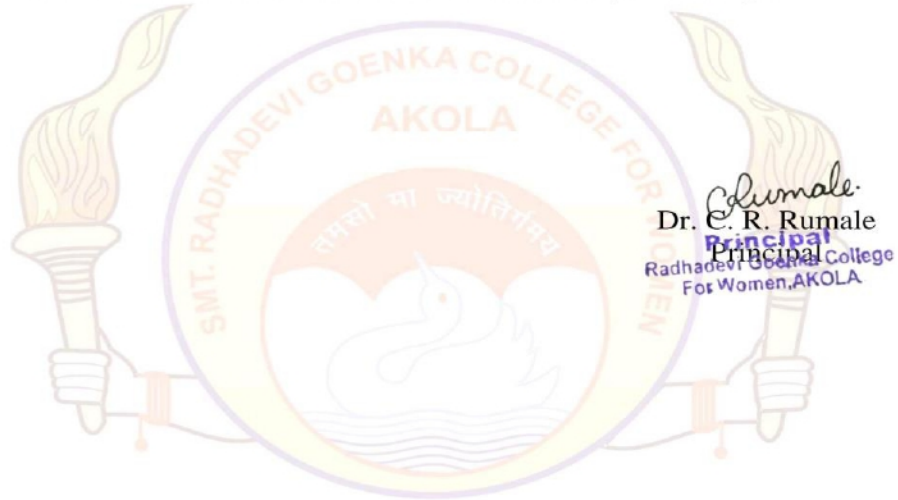 SMT. RADHADEVI GOENKA COLLEGE FOR WOMEN
AKOLA
तमसो मा ज्योतिर्गमय
CRumale.
Dr. C. R. Rumale
Principal
Principal
Radhadevi Goenka College
For Women, AKOLA